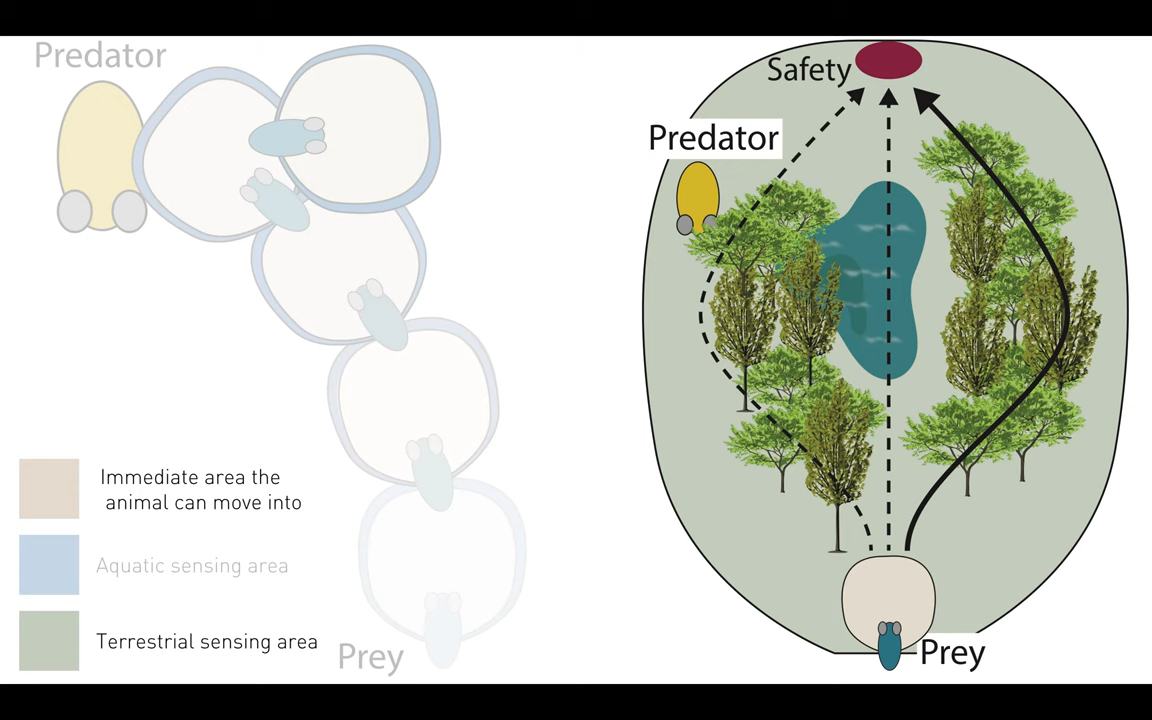 Predator
Safety
Predator
Immediate area the
animal can move into
Aquatic sensing area
Terrestrial sensing area
Prey
Prey